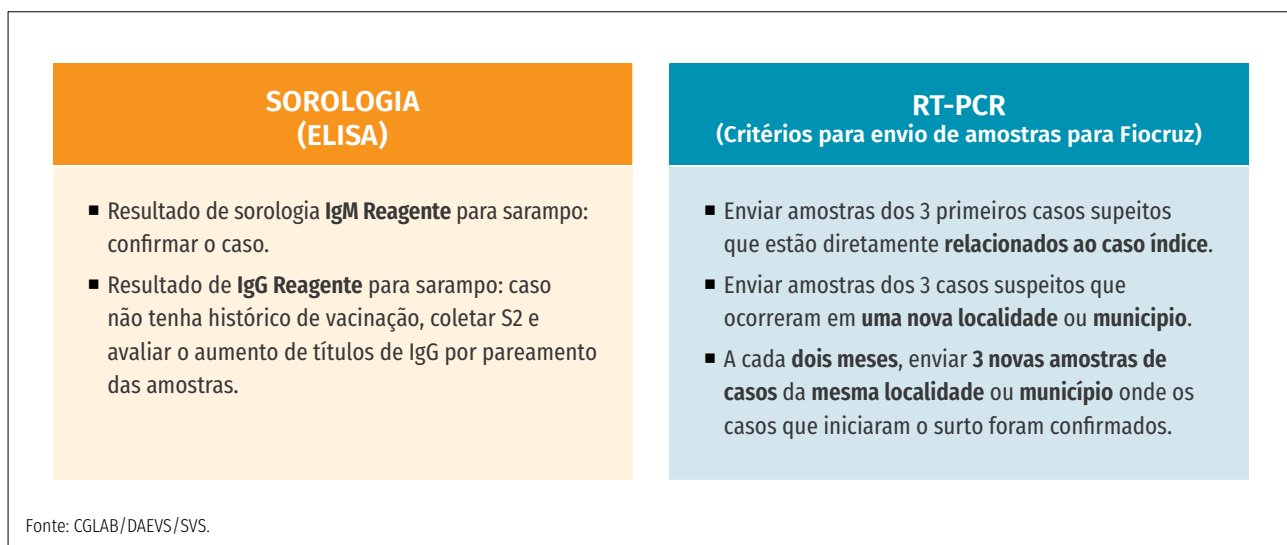 SOROLOGIA
(ELISA)
■ Resultado de sorologia IgM Reagente para sarampo:
confirmar o caso.
■ Resultado de IgG Reagente para sarampo: caso
não tenha histórico de vacinação, coletar S2 e
avaliar o aumento de títulos de IgG por pareamento
das amostras.
RT-PCR
(Critérios para envio de amostras para Fiocruz)
■ Enviar amostras dos 3 primeiros casos supeitos
que estão diretamente relacionados ao caso índice.
■ Enviar amostras dos 3 casos suspeitos que
ocorreram em uma nova localidade ou municipio.
■ A cada dois meses, enviar 3 novas amostras de
casos da mesma localidade ou município onde os
casos que iniciaram o surto foram confirmados.
Fonte: CGLAB/DAEVS/SVS.